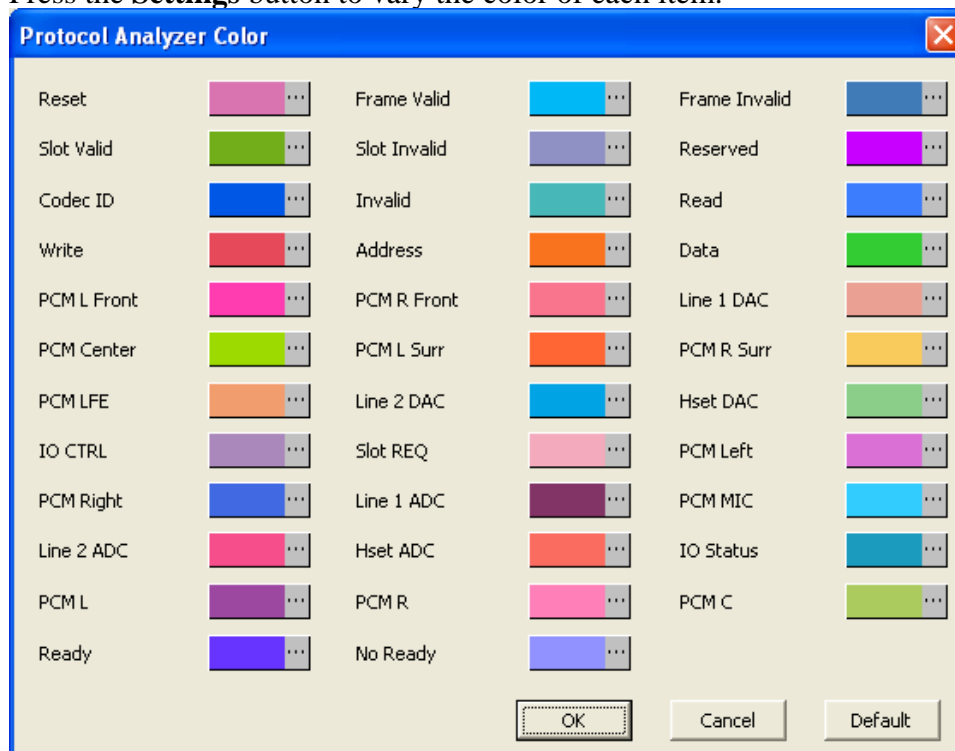 Press the Settings button to vary the color of each item.
Protocol Analyzer Color
Reset ... Frame Valid ... Frame Invalid ...
Slot Valid ... Slot Invalid ... Reserved ...
Codec ID ... Invalid ... Read ...
Write ... Address ... Data ...
PCM L Front ... PCM R Front ... Line 1 DAC ...
PCM Center ... PCM L Surr ... PCM R Surr ...
PCM LFE ... Line 2 DAC ... Hset DAC ...
IO CTRL ... Slot REQ ... PCM Left ...
PCM Right ... Line 1 ADC ... PCM MIC ...
Line 2 ADC ... Hset ADC ... IO Status ...
PCM L ... PCM R ... PCM C ...
Ready ... No Ready ...
OK Cancel Default